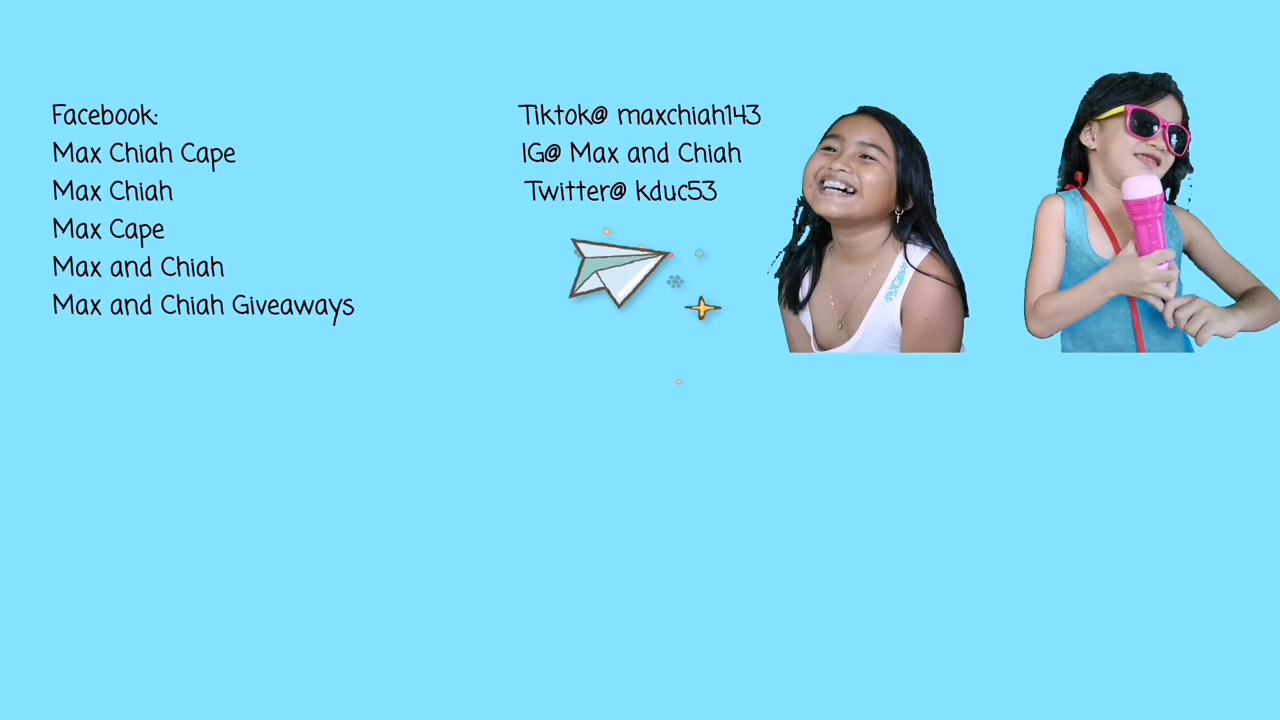 Facebook:
Max Chiah Cape
Max Chiah
Max Cape
Max and Chiah
Max and Chiah Giveaways
Tiktok@ maxchiah143
IG@ Max and Chiah
Twitter@ kduc53